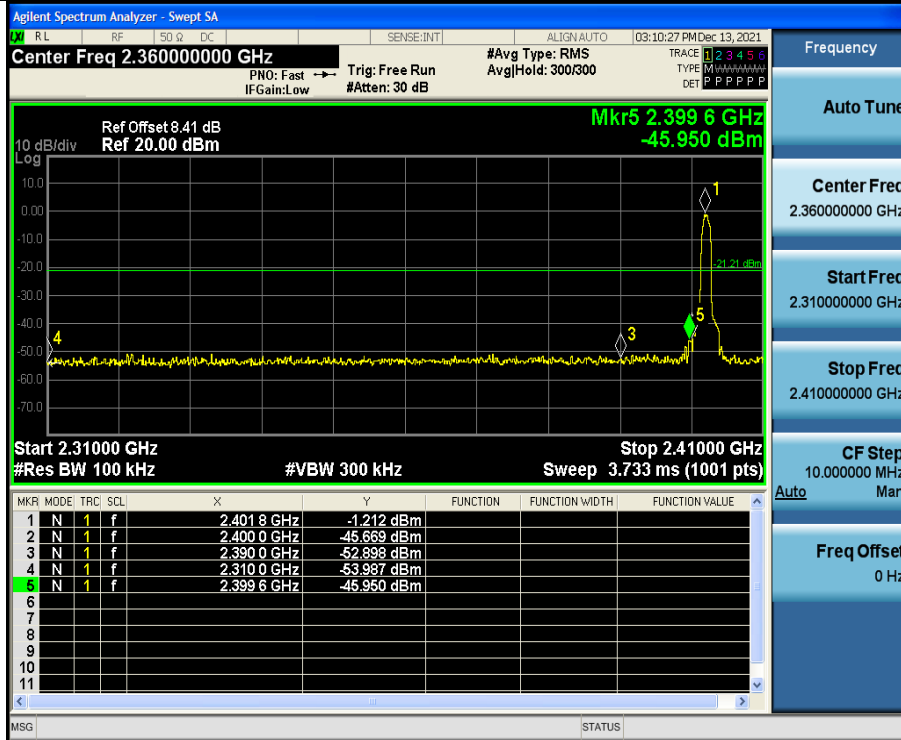 Agilent Spectrum Analyzer - Swept SA
LXI RL RF 50 Ω DC SENSE:INT ALIGN AUTO 03:10:27 PM Dec 13, 2021
Center Freq 2.360000000 GHz
PNO: Fast
IFGain:Low
Trig: Free Run
#Atten: 30 dB
#Avg Type: RMS
Avg|Hold: 300/300
TRACE 1 2 3 4 5 6
TYPE M
DET P P P P P P
Mkr5 2.399 6 GHz
-45.950 dBm
Ref Offset 8.41 dB
10 dB/div Ref 20.00 dBm
Log
10.0
0.00
-10.0
-20.0
-30.0
-40.0
-50.0
-60.0
-70.0
1
-21.21 dBm
5
3
4
Start 2.31000 GHz Stop 2.41000 GHz
#Res BW 100 kHz #VBW 300 kHz Sweep 3.733 ms (1001 pts)
MKR MODE TRC SCL X Y FUNCTION FUNCTION WIDTH FUNCTION VALUE
1 N 1 f 2.401 8 GHz -1.212 dBm
2 N 1 f 2.400 0 GHz -45.669 dBm
3 N 1 f 2.390 0 GHz -52.898 dBm
4 N 1 f 2.310 0 GHz -53.987 dBm
5 N 1 f 2.399 6 GHz -45.950 dBm
6
7
8
9
10
11
MSG STATUS
Frequency
Auto Tune
Center Freq
2.360000000 GHz
Start Freq
2.310000000 GHz
Stop Freq
2.410000000 GHz
CF Step
10.000000 MHz
Auto Man
Freq Offset
0 Hz